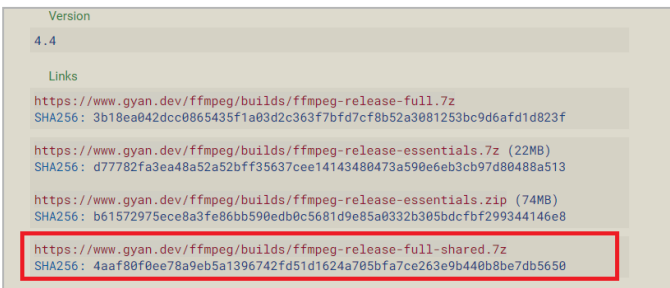 Version
4.4
Links
https://www.gyan.dev/ffmpeg/builds/ffmpeg-release-full.7z
SHA256: 3b18ea042dcc0865435f1a03d2c363f7bfd7cf8b52a3081253bc9d6afd1d823f
https://www.gyan.dev/ffmpeg/builds/ffmpeg-release-essentials.7z (22MB)
SHA256: d77782fa3ea48a52a52bff35637cee14143480473a590e6eb3cb97d80488a513
https://www.gyan.dev/ffmpeg/builds/ffmpeg-release-essentials.zip (74MB)
SHA256: b61572975ece8a3fe86bb590edb0c5681d9e85a0332b305bdcfbf299344146e8
https://www.gyan.dev/ffmpeg/builds/ffmpeg-release-full-shared.7z
SHA256: 4aaf80f0ee78a9eb5a1396742fd51d1624a705bfa7ce263e9b440b8be7db5650